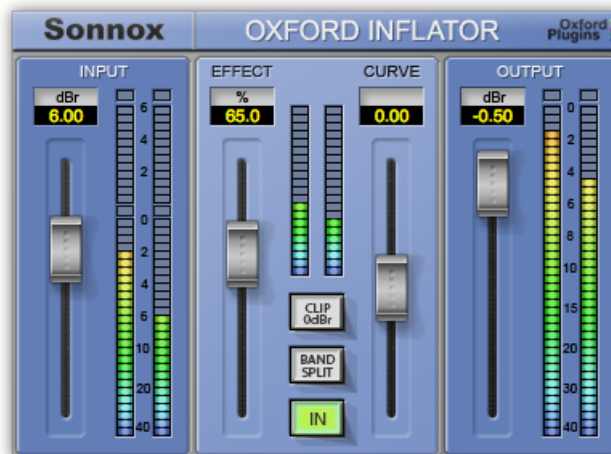 Sonnox
OXFORD INFLATOR
Oxford
Plugins
INPUT
dBr
6.00
6
4
2
0
2
4
6
10
20
40
EFFECT
%
65.0
CURVE
0.00
CLIP
0dBr
BAND
SPLIT
IN
OUTPUT
dBr
-0.50
0
2
4
6
8
10
15
20
30
40